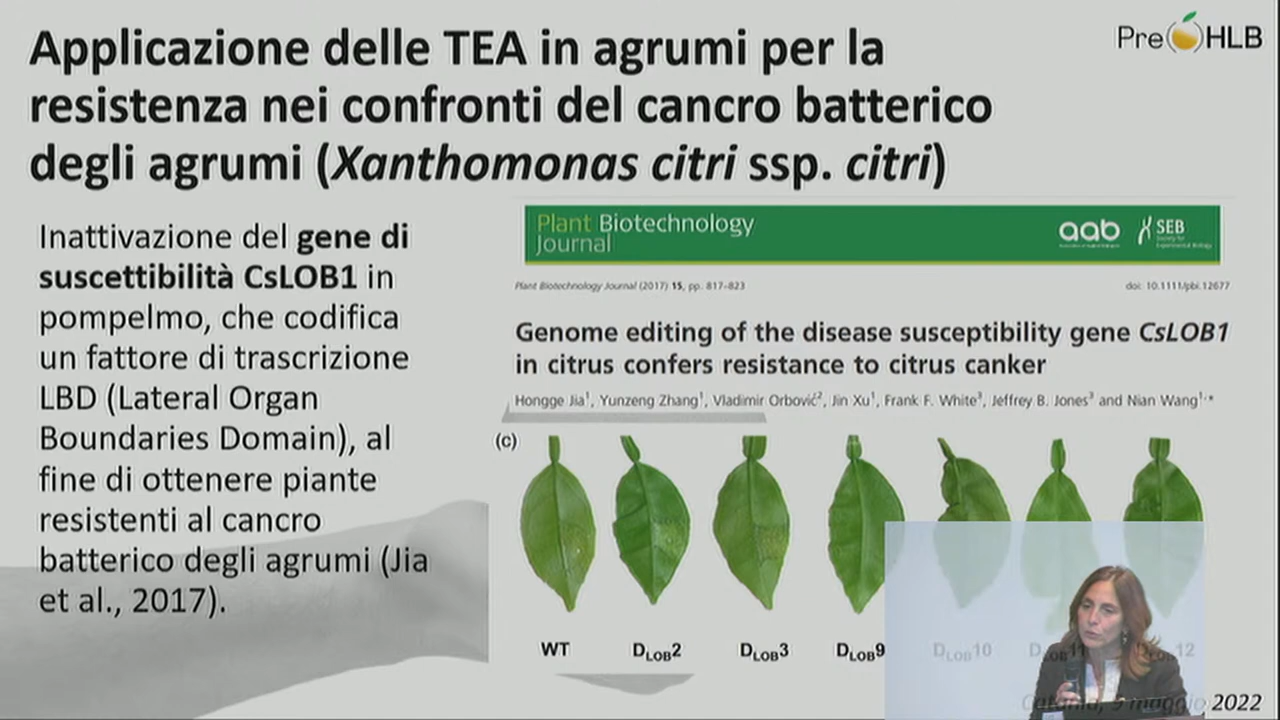 Applicazione delle TEA in agrumi per la
resistenza nei confronti del cancro batterico
degli agrumi (Xanthomonas citri ssp. citri)
Pre HLB
Inattivazione del gene di
suscettibilità CsLOB1 in
pompelmo, che codifica
un fattore di trascrizione
LBD (Lateral Organ
Boundaries Domain), al
fine di ottenere piante
resistenti al cancro
batterico degli agrumi (Jia
et al., 2017).
Plant Biotechnology
Journal
aab
SEB
Plant Biotechnology Journal (2017) 15, pp. 817–823
doi: 10.1111/pbi.12677
Genome editing of the disease susceptibility gene CsLOB1
in citrus confers resistance to citrus canker
Hongge Jia1, Yunzeng Zhang1, Vladimir Orbović2, Jin Xu1, Frank F. White3, Jeffrey B. Jones3 and Nian Wang1,*
(c)
WT DLOB2 DLOB3 DLOB9 DLOB10 DLOB11 DLOB12
Catania, 9 maggio 2022